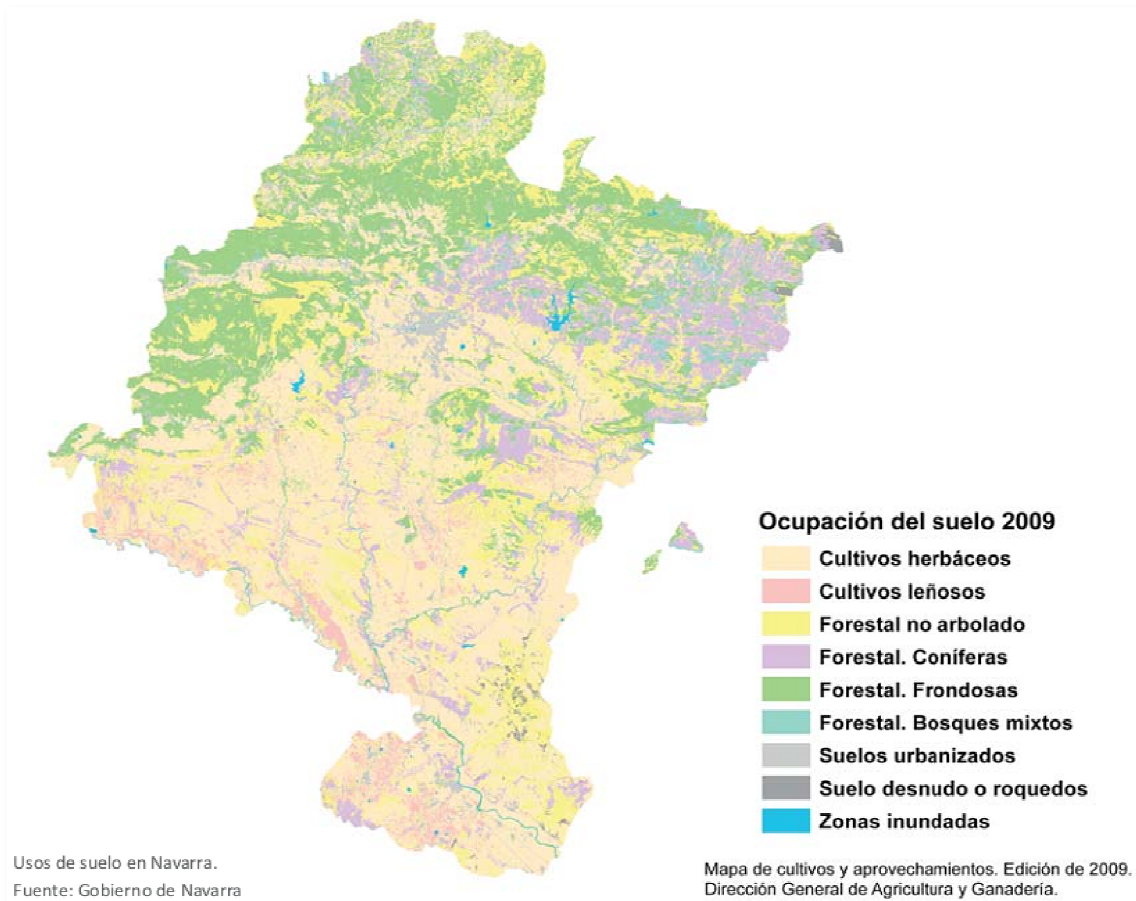 Ocupación del suelo 2009
Cultivos herbáceos
Cultivos leñosos
Forestal no arbolado
Forestal. Coníferas
Forestal. Frondosas
Forestal. Bosques mixtos
Suelos urbanizados
Suelo desnudo o roquedos
Zonas inundadas
Usos de suelo en Navarra.
Fuente: Gobierno de Navarra
Mapa de cultivos y aprovechamientos. Edición de 2009.
Dirección General de Agricultura y Ganadería.